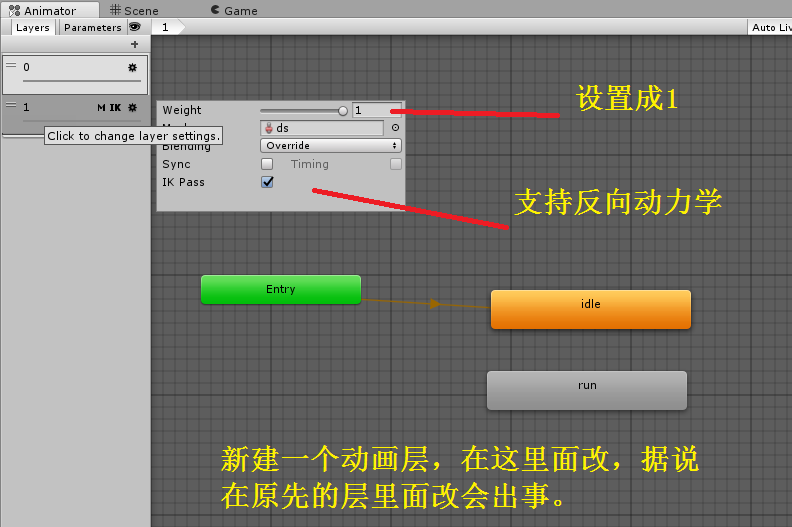 Animator
Scene
Game
Layers
Parameters
1
Auto Liv
0
1
M IK
Click to change layer settings.
Weight
1
设置成1
ds
Blending
Override
Sync
Timing
IK Pass
支持反向动力学
Entry
idle
run
新建一个动画层，在这里面改，据说
在原先的层里面改会出事。